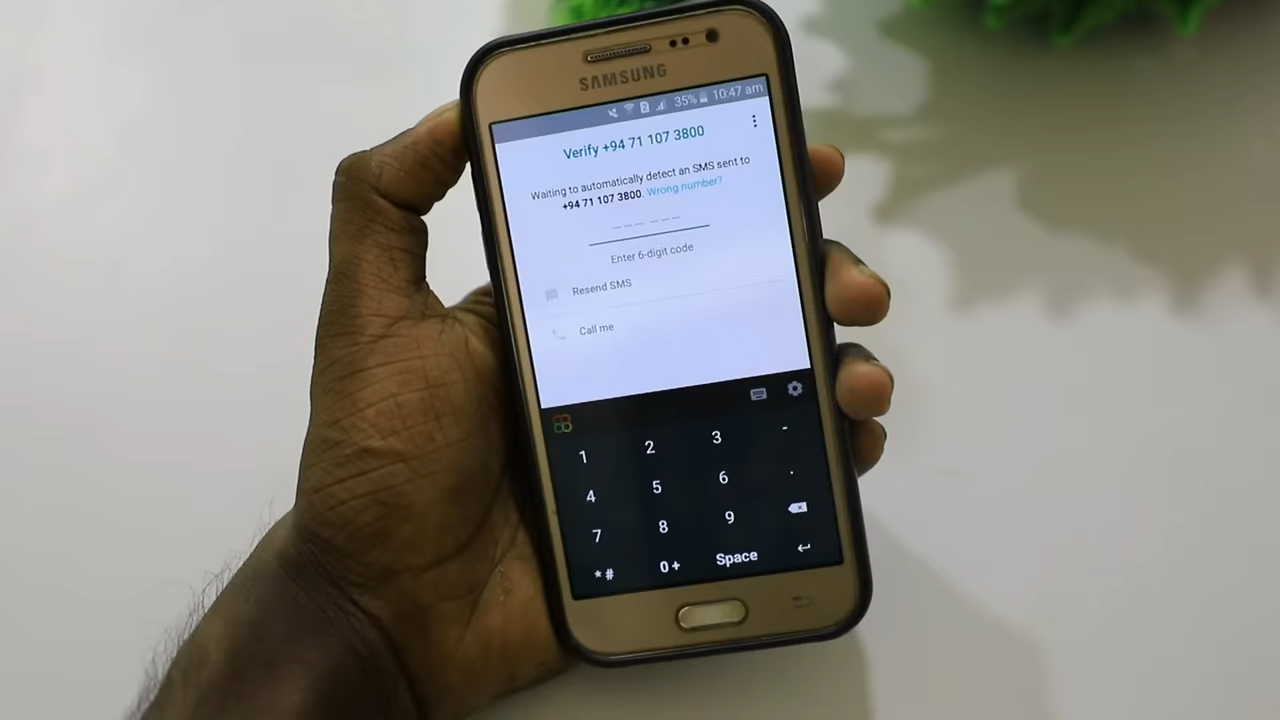 SAMSUNG
35% 10:47 am
Verify +94 71 107 3800
Waiting to automatically detect an SMS sent to
+94 71 107 3800. Wrong number?
Enter 6-digit code
Resend SMS
Call me
1 2 3 -
4 5 6 .
7 8 9
*# 0+ Space